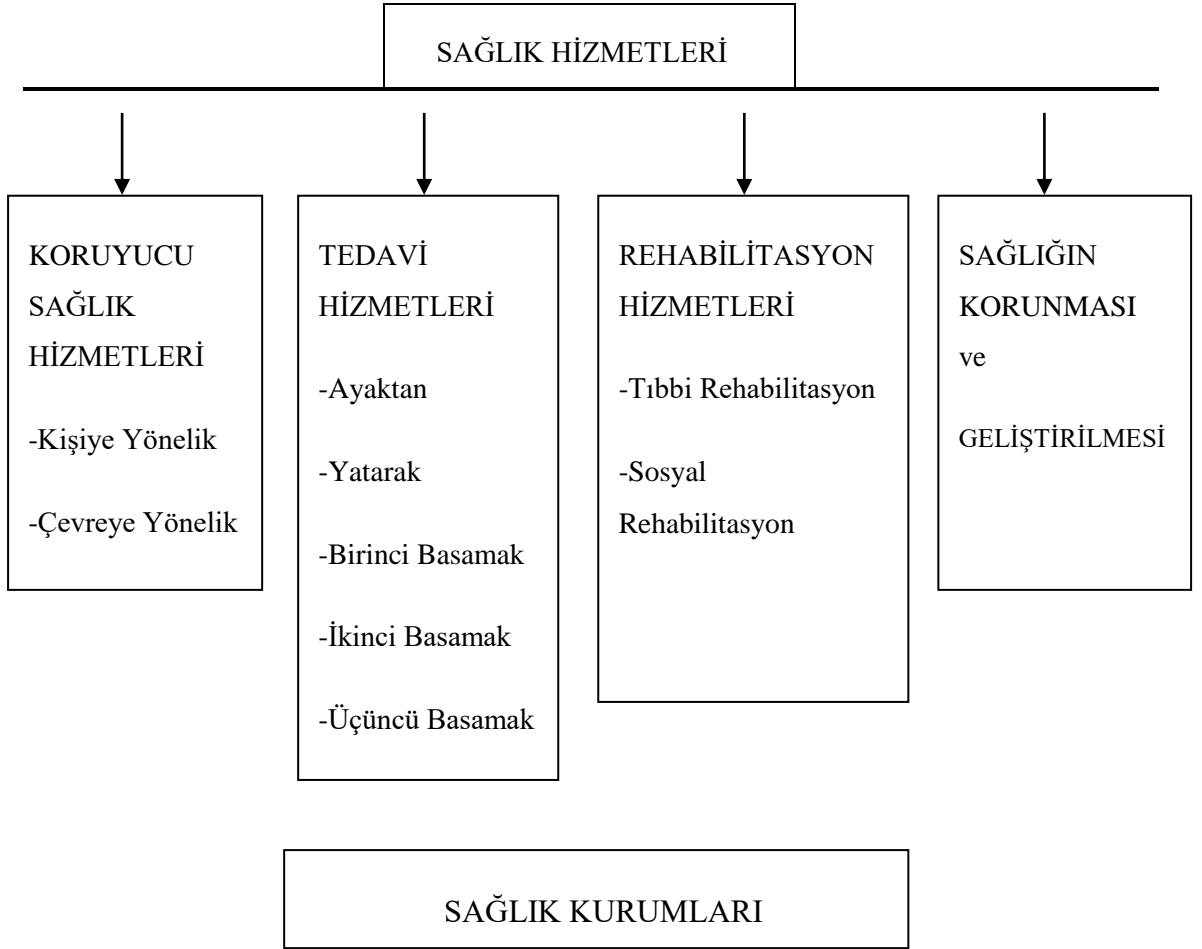 SAĞLIK HİZMETLERİ
KORUYUCU
SAĞLIK
HİZMETLERİ
-Kişiye Yönelik
-Çevreye Yönelik
TEDAVİ
HİZMETLERİ
-Ayaktan
-Yatarak
-Birinci Basamak
-İkinci Basamak
-Üçüncü Basamak
REHABİLİTASYON
HİZMETLERİ
-Tıbbi Rehabilitasyon
-Sosyal
Rehabilitasyon
SAĞLIĞIN
KORUNMASI
ve
GELİŞTİRİLMESİ
SAĞLIK KURUMLARI